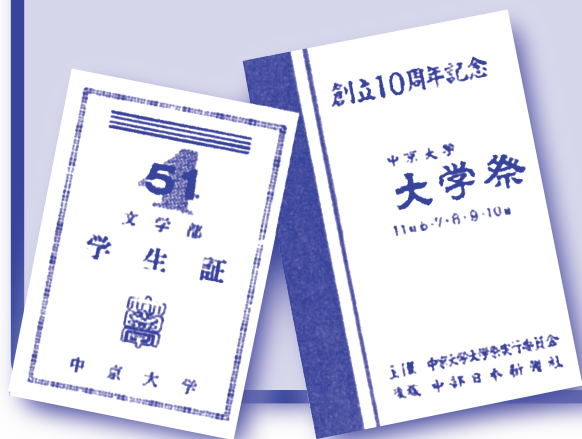 51
文学部
学生証
中京大学
創立10周年記念
中京大学
大学祭
11月6·7·8·9·10日
主催 中京大学大学祭実行委員会
後援 中部日本新聞社